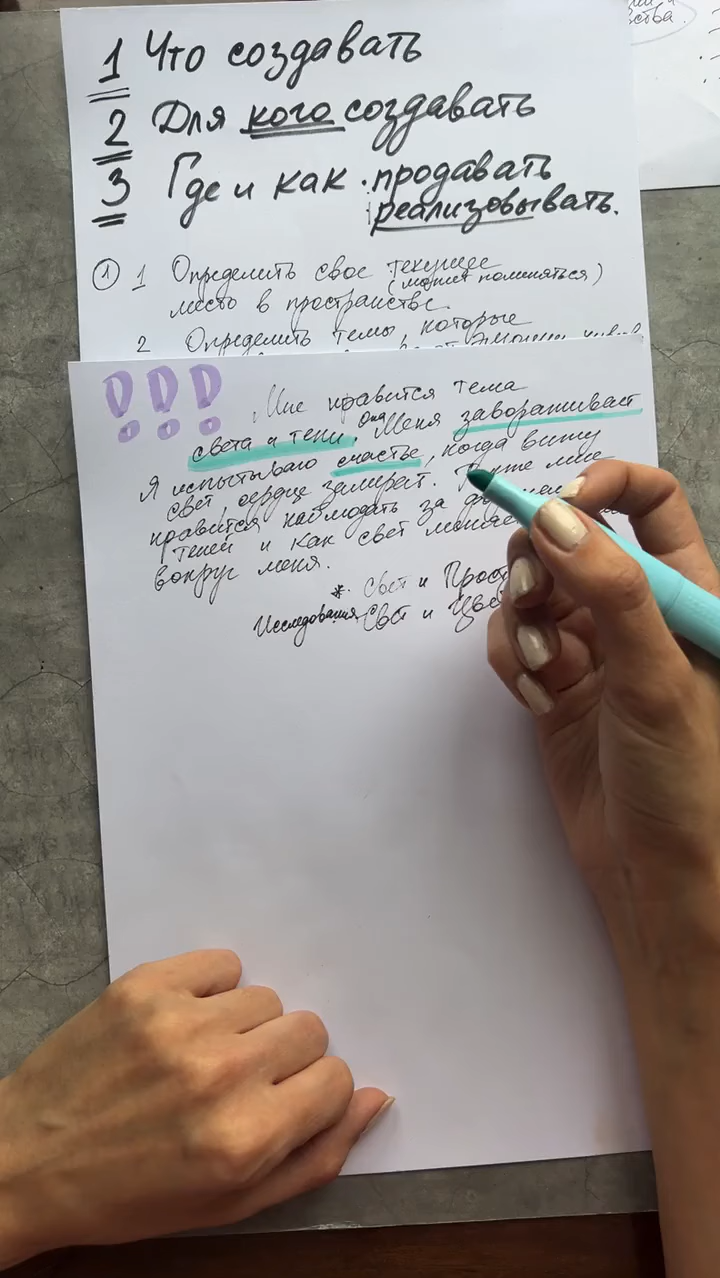 1 Что создавать
2 Для кого создавать
3 Где и как продавать
реализовывать.
1 1 Определить свое текущее
(может поменяться)
место в пространстве.
2 Определить темы, которые
!!! Мне нравится тема
света и тени. Она Меня завораживает
Я испытываю счастье, когда вижу
свет, сердце замирает. Также мне
нравится наблюдать за
теней и как свет
вокруг меня.
* Свет и
Исследования Свет и